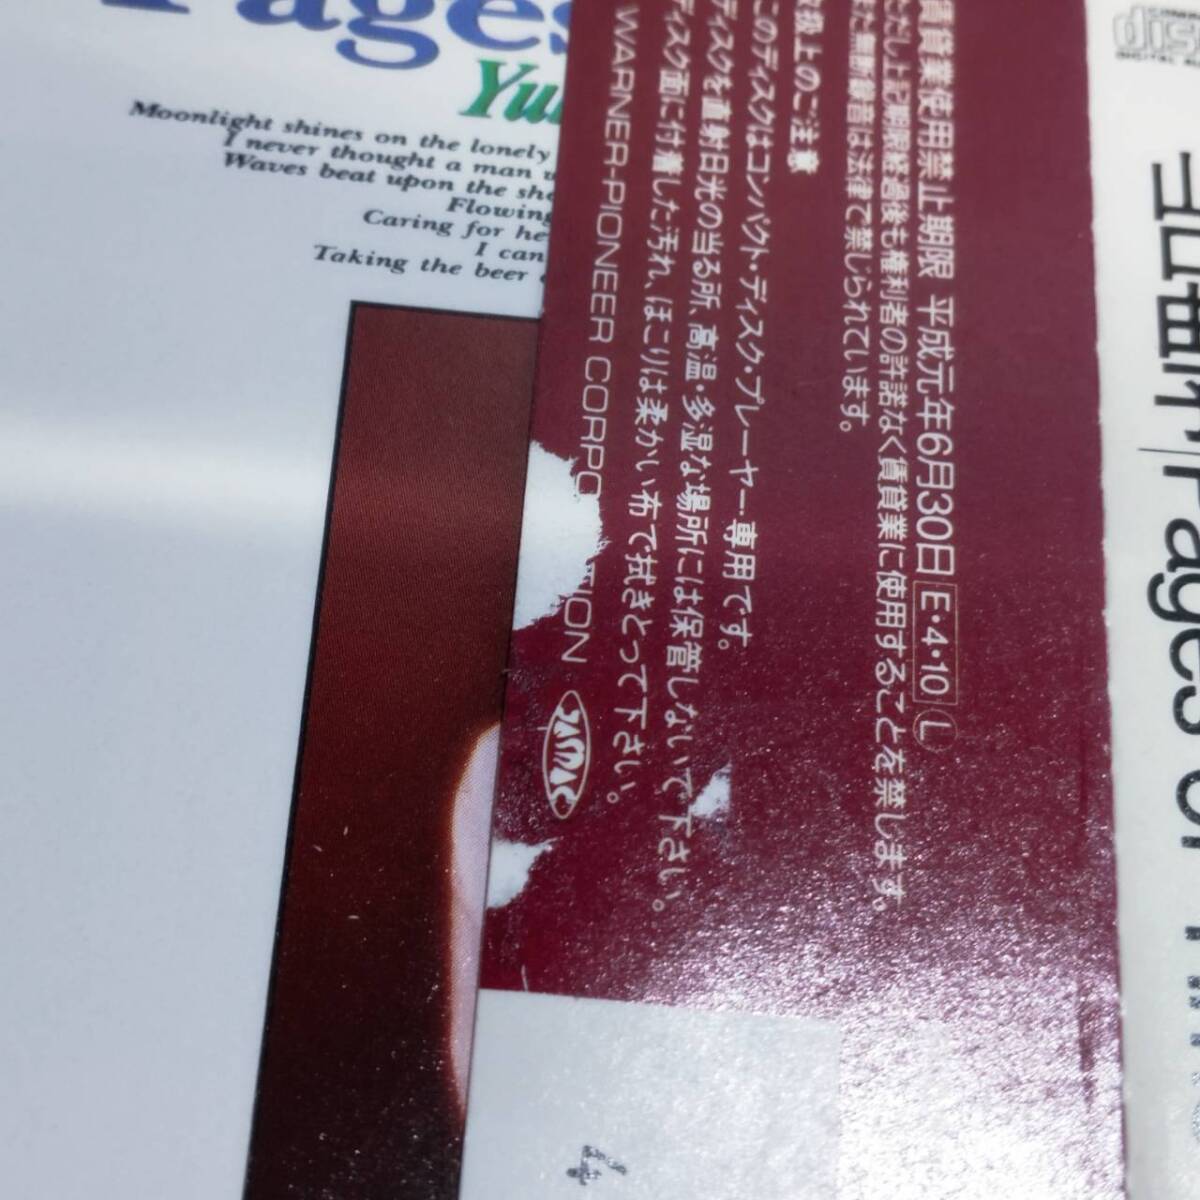 Pages
Yu
Moonlight shines on the lonely
I never thought a man
Waves beat upon the
Flowing
Caring for
I can
Taking the beer
賃貸業使用禁止期限 平成元年6月30日 E・4・10 L
ただし上記期限経過後も権利者の許諾なく賃貸業に使用することを禁じます。
また無断録音は法律で禁じられています。
取扱上のご注意
このディスクはコンパクト・ディスク・プレーヤー専用です。
ディスクを直射日光の当る所、高温・多湿な場所には保管しないで下さい。
ディスク面に付着した汚れ、ほこりは柔かい布で拭きとって下さい。
WARNER-PIONEER CORPO TION
disc
DIGITAL
Pages of
4